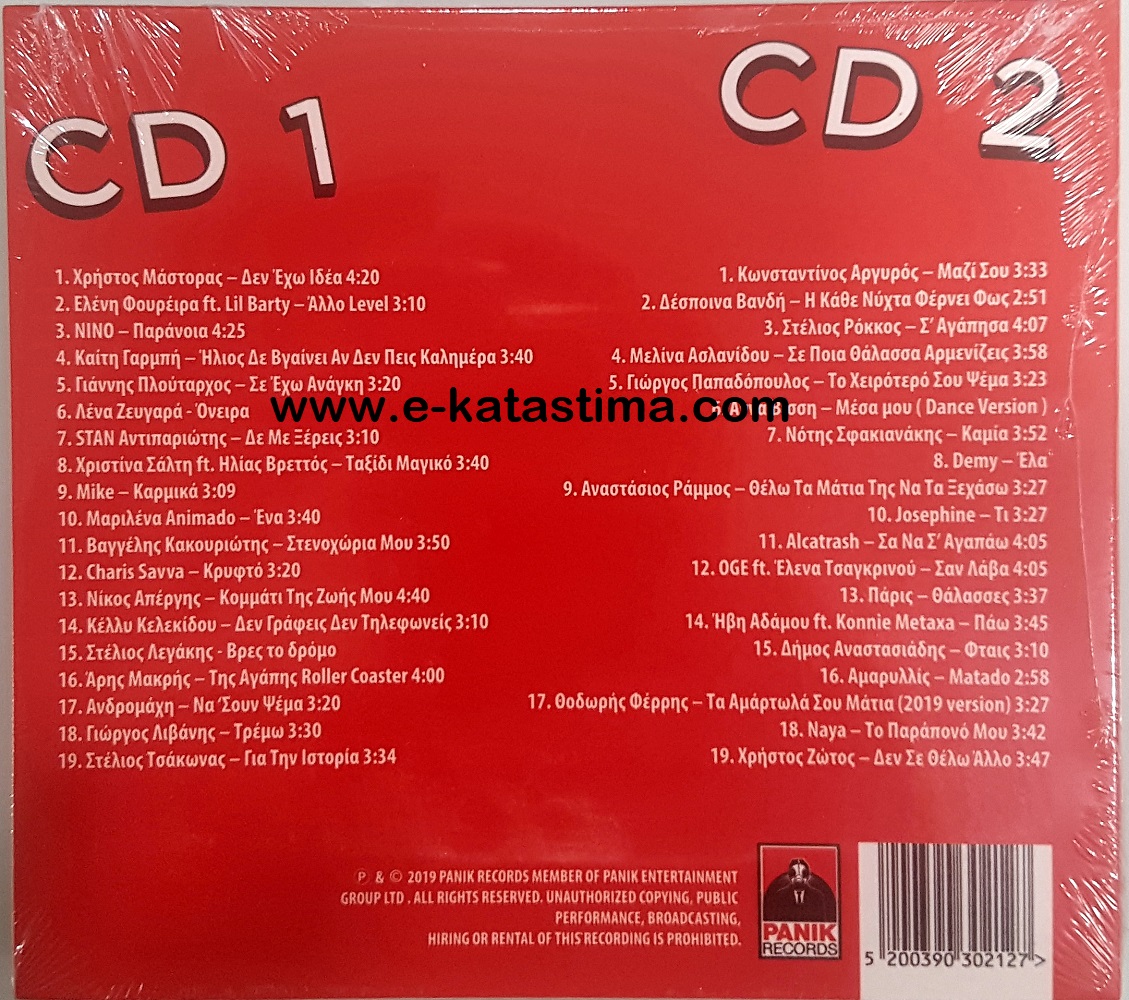 CD 1
1. Χρήστος Μάστορας – Δεν Έχω Ιδέα 4:20
2. Ελένη Φουρέιρα ft. Lil Barty – Άλλο Level 3:10
3. NINO – Παράνοια 4:25
4. Καίτη Γαρμπή – Ήλιος Δε Βγαίνει Αν Δεν Πεις Καλημέρα 3:40
5. Γιάννης Πλούταρχος – Σε Έχω Ανάγκη 3:20
6. Λένα Ζευγαρά - Όνειρα
7. STAN Αντιπαριώτης – Δε Με Ξέρεις 3:10
8. Χριστίνα Σάλτη ft. Ηλίας Βρεττός – Ταξίδι Μαγικό 3:40
9. Mike – Καρμικά 3:09
10. Μαριλένα Animado – Ένα 3:40
11. Βαγγέλης Κακουριώτης – Στενοχώρια Μου 3:50
12. Charis Savva – Κρυφτό 3:20
13. Νίκος Απέργης – Κομμάτι Της Ζωής Μου 4:40
14. Κέλλυ Κελεκίδου – Δεν Γράφεις Δεν Τηλεφωνείς 3:10
15. Στέλιος Λεγάκης - Βρες το δρόμο
16. Άρης Μακρής – Της Αγάπης Roller Coaster 4:00
17. Ανδρομάχη – Να 'Σουν Ψέμα 3:20
18. Γιώργος Λιβάνης – Τρέμω 3:30
19. Στέλιος Τσάκωνας – Για Την Ιστορία 3:34
CD 2
1. Κωνσταντίνος Αργυρός – Μαζί Σου 3:33
2. Δέσποινα Βανδή – Η Κάθε Νύχτα Φέρνει Φως 2:51
3. Στέλιος Ρόκκος – Σ' Αγάπησα 4:07
4. Μελίνα Ασλανίδου – Σε Ποια Θάλασσα Αρμενίζεις 3:58
5. Γιώργος Παπαδόπουλος – Το Χειρότερό Σου Ψέμα 3:23
6. Άννα Βίσση – Μέσα μου ( Dance Version )
7. Νότης Σφακιανάκης – Καμία 3:52
8. Demy – Έλα
9. Αναστάσιος Ράμμος – Θέλω Τα Μάτια Της Να Τα Ξεχάσω 3:27
10. Josephine – Τι 3:27
11. Alcatrash – Σα Να Σ' Αγαπάω 4:05
12. OGE ft. Έλενα Τσαγκρινού – Σαν Λάβα 4:05
13. Πάρις – Θάλασσες 3:37
14. Ήβη Αδάμου ft. Konnie Metaxa – Πάω 3:45
15. Δήμος Αναστασιάδης – Φταις 3:10
16. Αμαρυλλίς – Matado 2:58
17. Θοδωρής Φέρρης – Τα Αμάρτωλά Σου Μάτια (2019 version) 3:27
18. Naya – Το Παράπονό Μου 3:42
19. Χρήστος Ζώτος – Δεν Σε Θέλω Άλλο 3:47
www.e-katastima.com
℗ & © 2019 PANIK RECORDS MEMBER OF PANIK ENTERTAINMENT
GROUP LTD . ALL RIGHTS RESERVED. UNAUTHORIZED COPYING, PUBLIC
PERFORMANCE, BROADCASTING,
HIRING OR RENTAL OF THIS RECORDING IS PROHIBITED.
PANIK
RECORDS
5 200390 302127 >